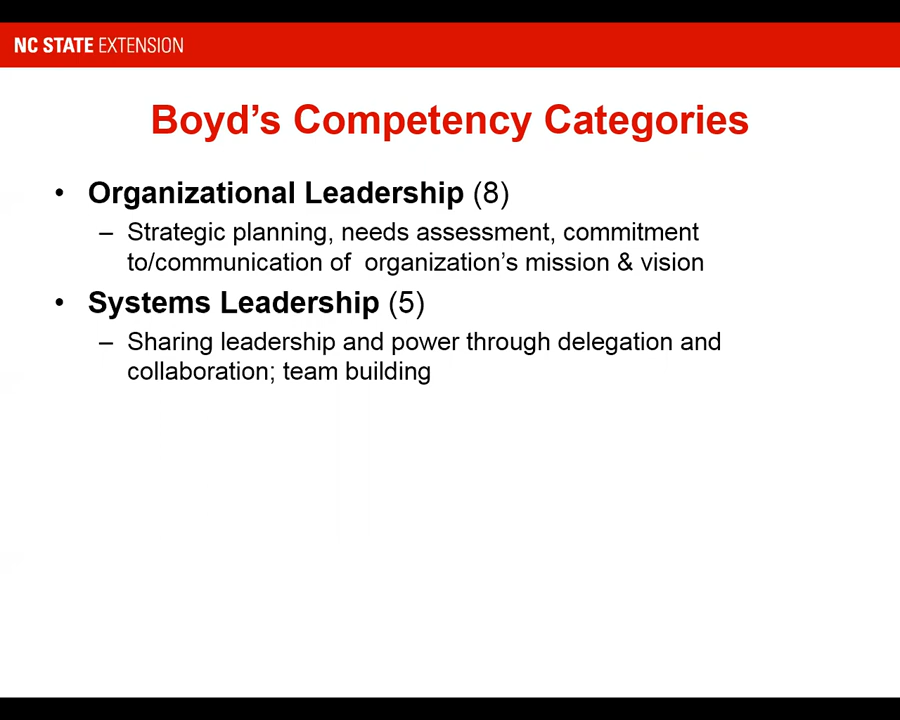 NC STATE EXTENSION
Boyd’s Competency Categories
• Organizational Leadership (8)
– Strategic planning, needs assessment, commitment
to/communication of organization’s mission & vision
• Systems Leadership (5)
– Sharing leadership and power through delegation and
collaboration; team building